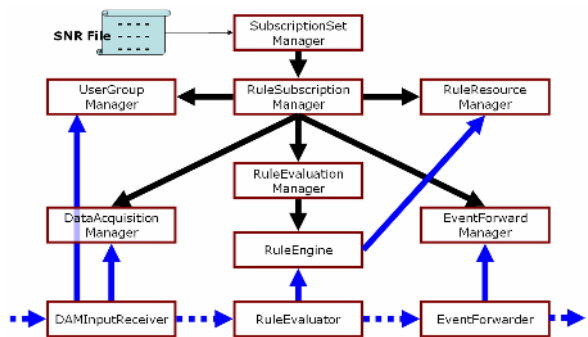 SNR File
SubscriptionSet
Manager
UserGroup
Manager
RuleSubscription
Manager
RuleResource
Manager
RuleEvaluation
Manager
DataAcquisition
Manager
EventForward
Manager
RuleEngine
DAMInputReceiver
RuleEvaluator
EventForwarder